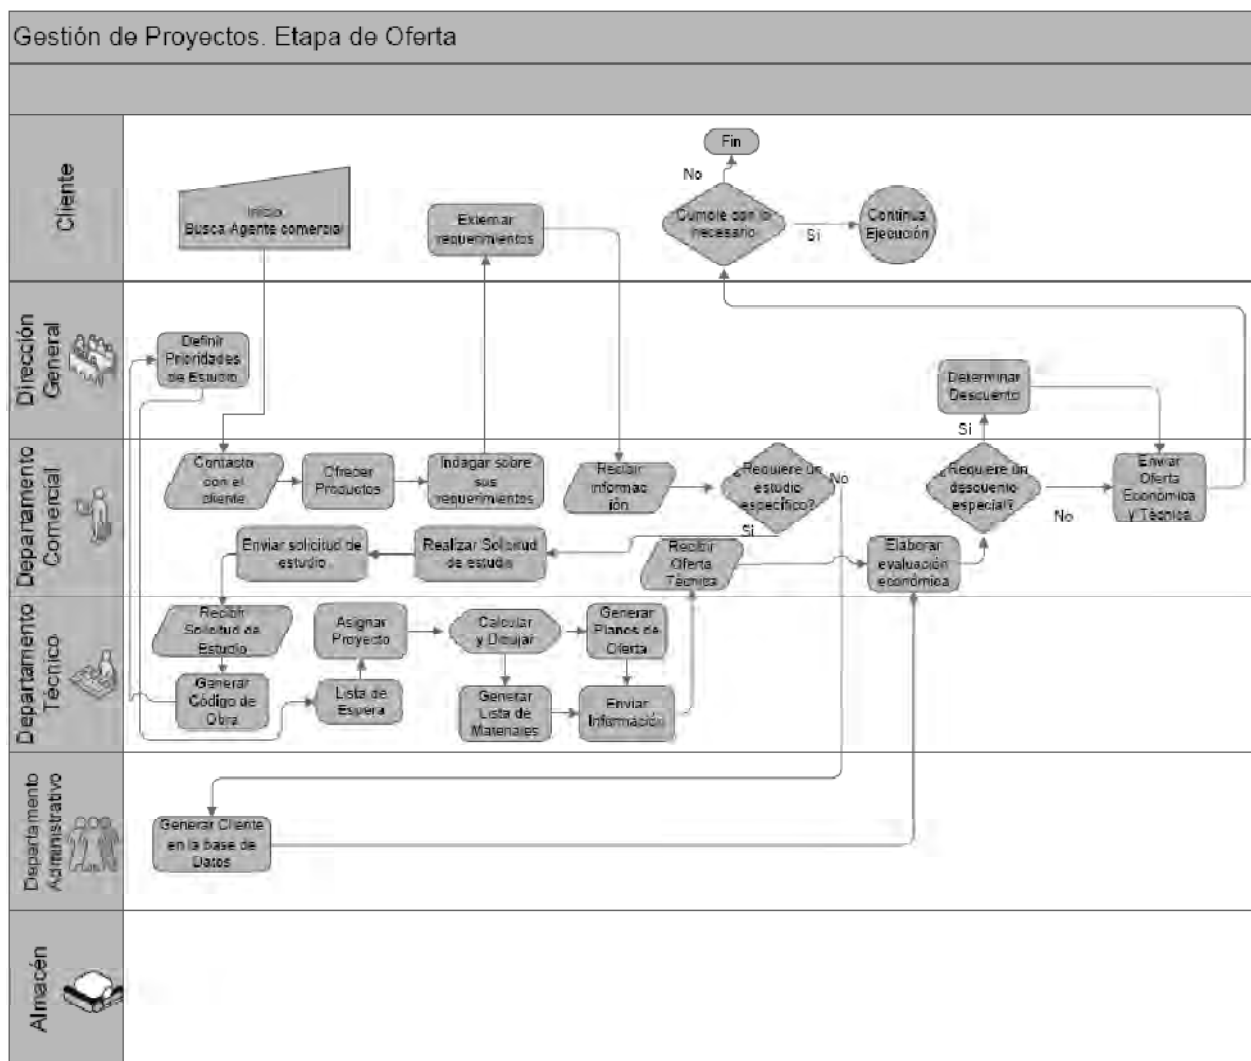 Gestión de Proyectos. Etapa de Oferta
Cliente
Inicio
Busca Agente comercial
Externar
requerimientos
Fin
No
Cumple con lo
necesario
Si
Continua
Ejecución
Dirección
General
Definir
Prioridades
de Estudio
Determinar
Descuento
Si
Departamento
Comercial
Contacto
con el
cliente
Ofrecer
Productos
Indagar sobre
sus
requerimientos
Recibir
informac
ión
¿Requiere un
estudio
específico?
No
Si
¿Requiere un
descuento
especial?
No
Enviar
Oferta
Económica
y Técnica
Enviar solicitud de
estudio
Realizar Solicitud
de estudio
Recibir
Oferta
Técnica
Elaborar
evaluación
económica
Departamento
Técnico
Recibir
Solicitud de
Estudio
Asignar
Proyecto
Calcular
y Dibujar
Generar
Planos de
Oferta
Generar
Código de
Obra
Lista de
Espera
Generar
Lista de
Materiales
Enviar
Información
Departamento
Administrativo
Generar Cliente
en la base de
Datos
Almacén